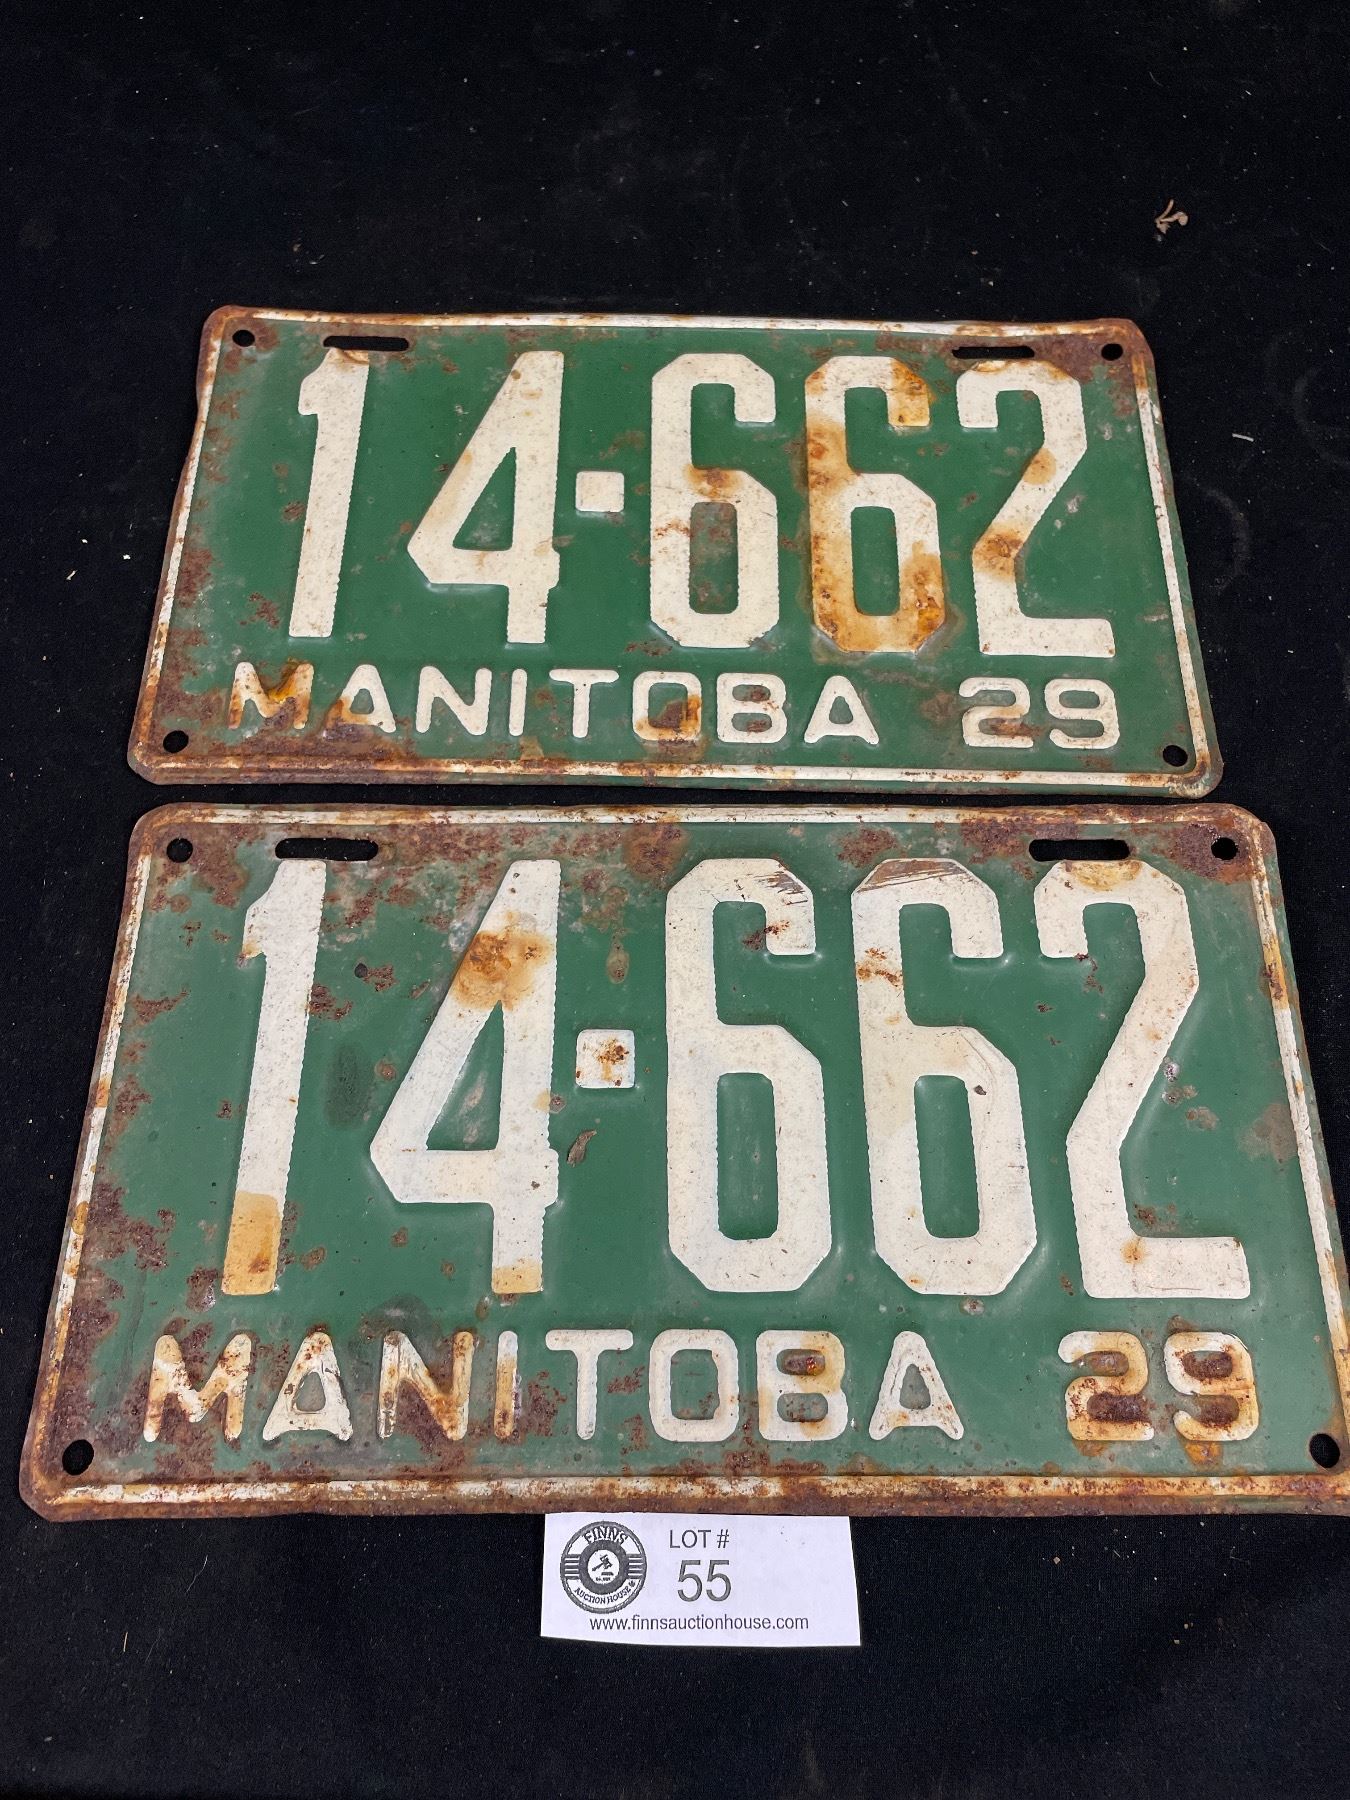 14-662
MANITOBA 29
14-662
MANITOBA 29
FINNS
AUCTION HOUSE
LOT #
55
www.finnsauctionhouse.com